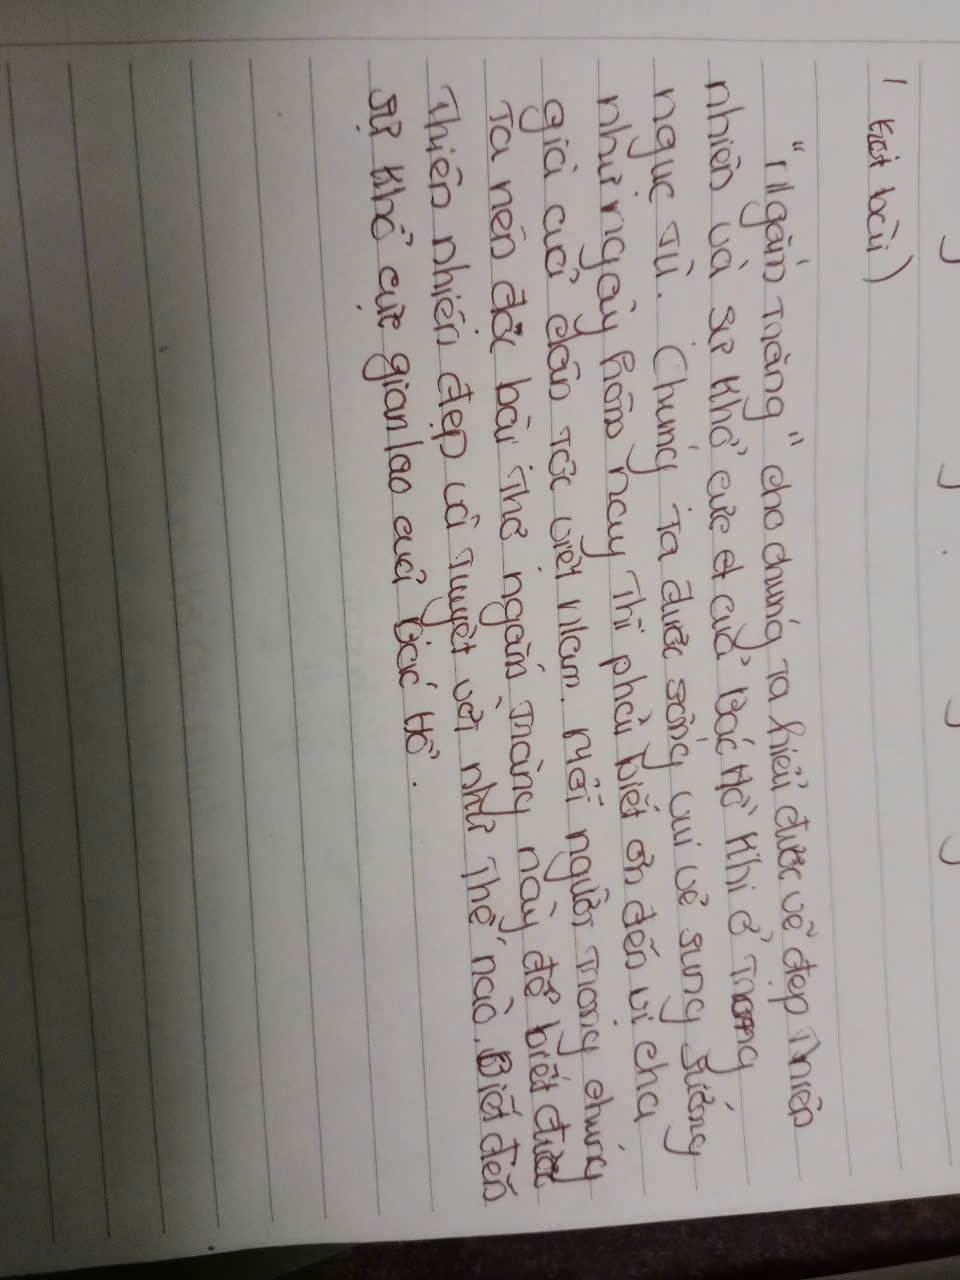 ( kết bài )
"Ngắm trăng" cho chúng ta hiểu được vẽ đẹp thiên
nhiên và sự khổ cực của Bác Hồ khi ở trong
ngục tù. Chúng ta được sống vui vẻ sung sướng
như ngày hôm nay thì phải biết ơn đến vị cha
già của dân tộc việt Nam. Mỗi người trong chúng
ta nên đọc bài thơ ngắm trăng này để biết được
thiên nhiên đẹp và tuyệt vời như thế nào, Biết đến
sự khổ cực gian lao của Bác Hồ.